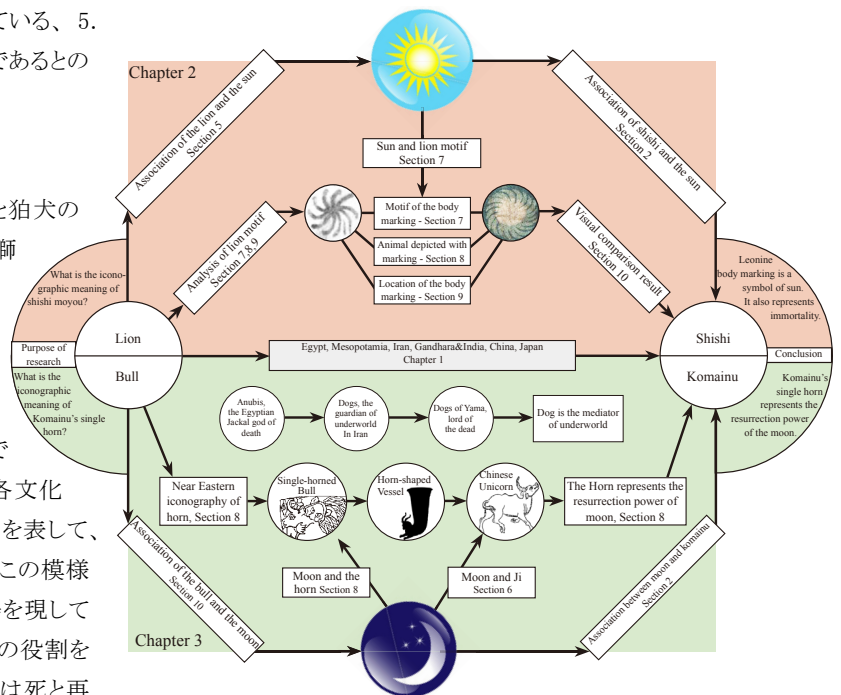 ている、5.
であるとの
と狛犬の
獅
で
各文化
を表して、
この模様
を現して
の役割を
は死と再
Chapter 2
Association of the lion and the sun
Section 5
Sun and lion motif
Section 7
Association of shishi and the sun
Section 2
Analysis of lion motif
Section 7,8,9
Motif of the body
marking - Section 7
Animal depicted with
marking - Section 8
Location of the body
marking - Section 9
Visual comparison result
Section 10
What is the icono-
graphic meaning of
shishi moyou?
Purpose of
research
What is the
iconographic
meaning of
Komainu's single
horn?
Lion
Bull
Egypt, Mesopotamia, Iran, Gandhara&India, China, Japan
Chapter 1
Shishi
Komainu
Leonine
body marking is a
symbol of sun.
It also represents
immortality.
Conclusion
Komainu's
single horn
represents the
resurrection power
of the moon.
Anubis,
the Egyptian
Jackal god of
death
Dogs, the
guardian of
underworld
In Iran
Dogs of Yama,
lord of
the dead
Dog is the mediator
of underworld
Near Eastern
iconography of
horn, Section 8
Single-horned
Bull
Horn-shaped
Vessel
Chinese
Unicorn
The Horn represents the
resurrection power of
moon, Section 8
Moon and the
horn Section 8
Moon and Ji
Section 6
Association of the bull and the moon
Section 10
Association between moon and komainu
Section 2
Chapter 3